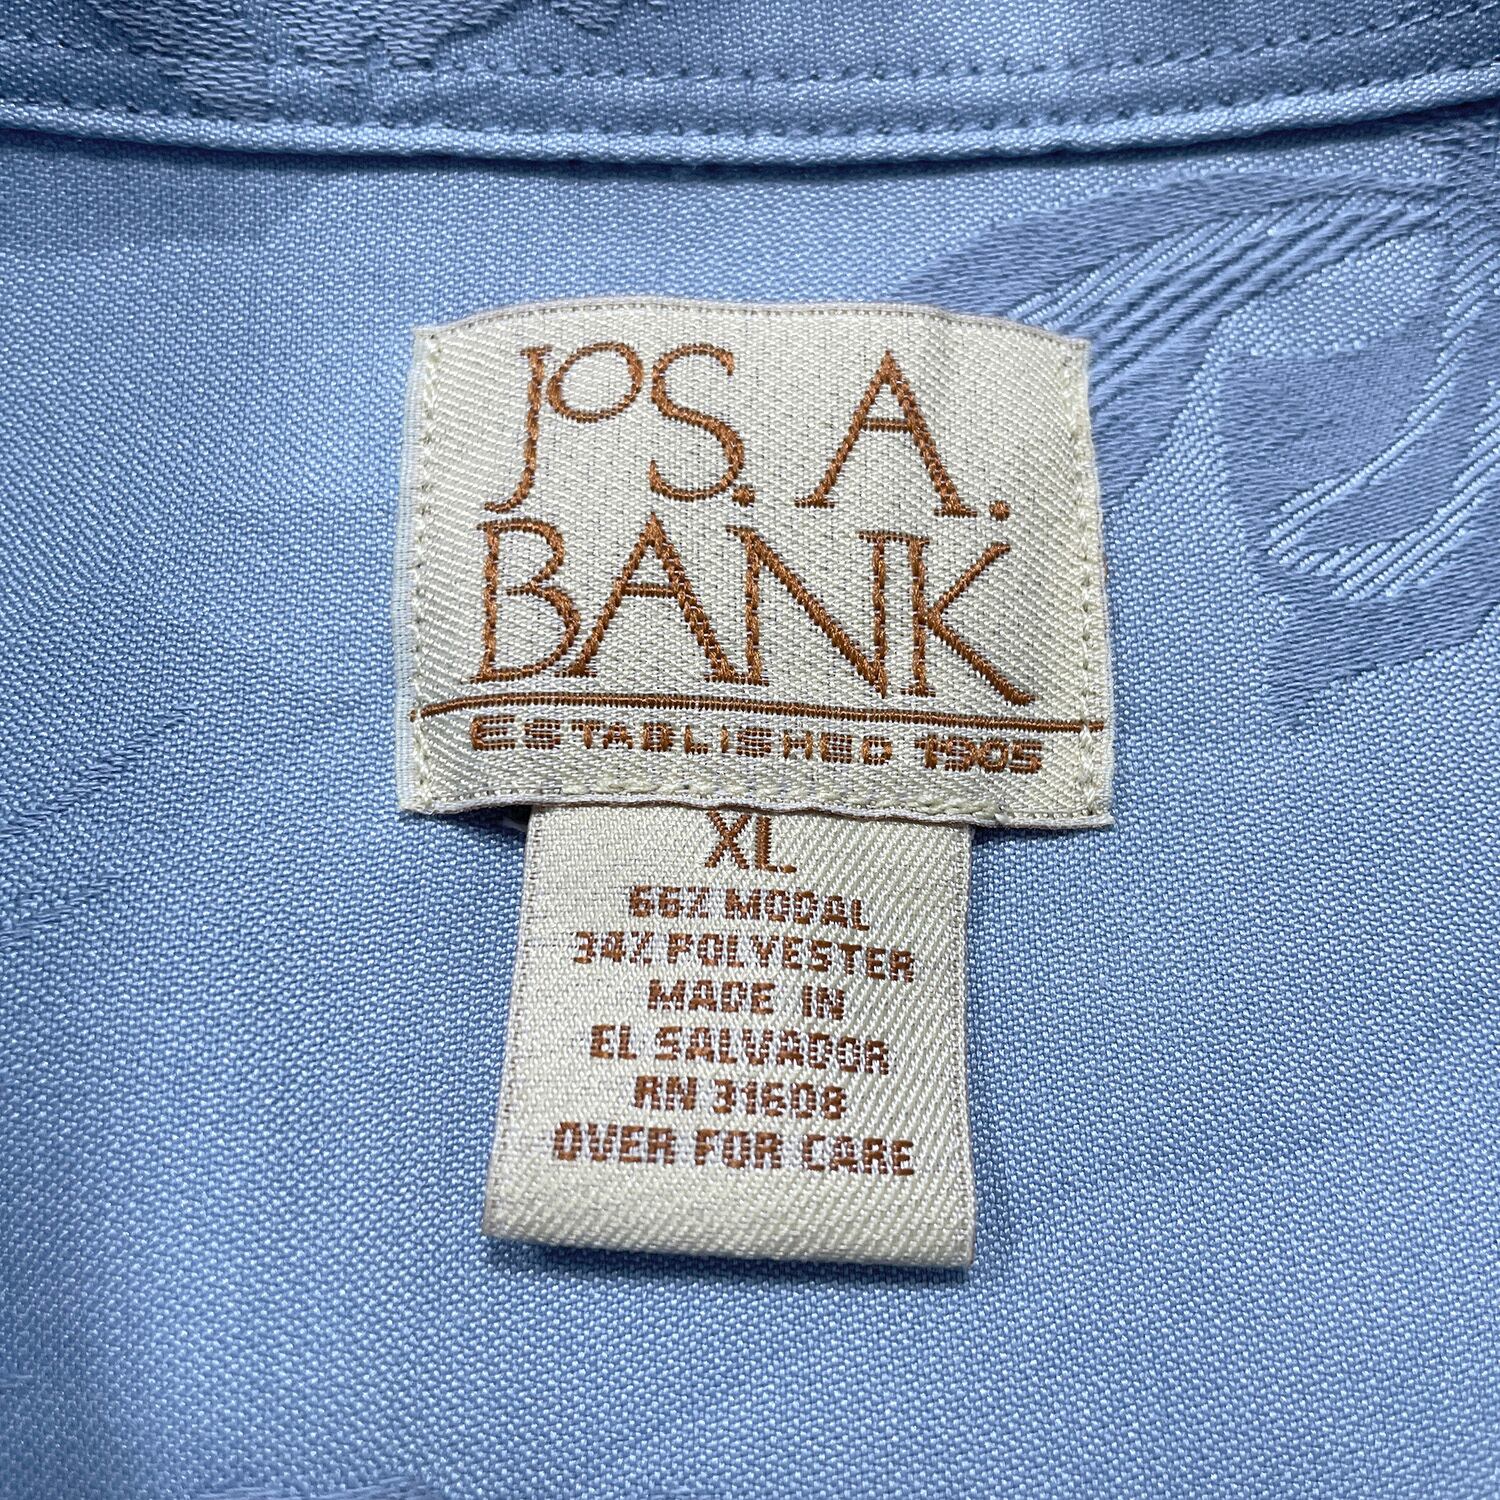 JOS. A.
BANK
ESTABLISHED 1905
XL
66% MODAL
34% POLYESTER
MADE IN
EL SALVADOR
RN 31608
OVER FOR CARE